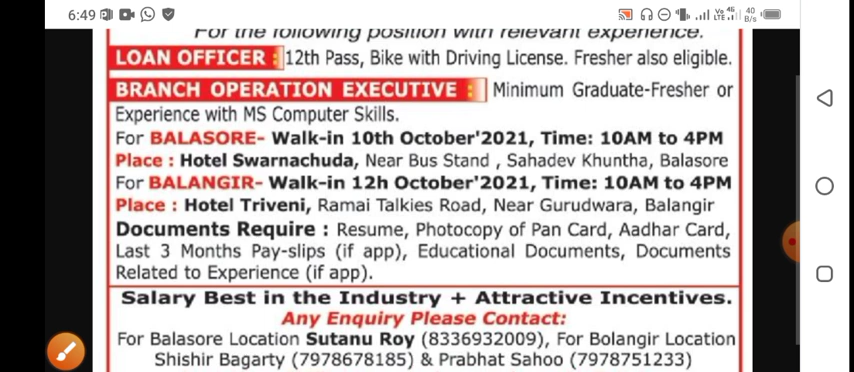 6:49
Vo 4G LTE 40 B/s
For the following position with relevant experience.
LOAN OFFICER : 12th Pass, Bike with Driving License. Fresher also eligible.
BRANCH OPERATION EXECUTIVE : Minimum Graduate-Fresher or
Experience with MS Computer Skills.
For BALASORE- Walk-in 10th October'2021, Time: 10AM to 4PM
Place : Hotel Swarnachuda, Near Bus Stand , Sahadev Khuntha, Balasore
For BALANGIR- Walk-in 12h October'2021, Time: 10AM to 4PM
Place : Hotel Triveni, Ramai Talkies Road, Near Gurudwara, Balangir
Documents Require : Resume, Photocopy of Pan Card, Aadhar Card,
Last 3 Months Pay-slips (if app), Educational Documents, Documents
Related to Experience (if app).
Salary Best in the Industry + Attractive Incentives.
Any Enquiry Please Contact:
For Balasore Location Sutanu Roy (8336932009), For Bolangir Location
Shishir Bagarty (7978678185) & Prabhat Sahoo (7978751233)